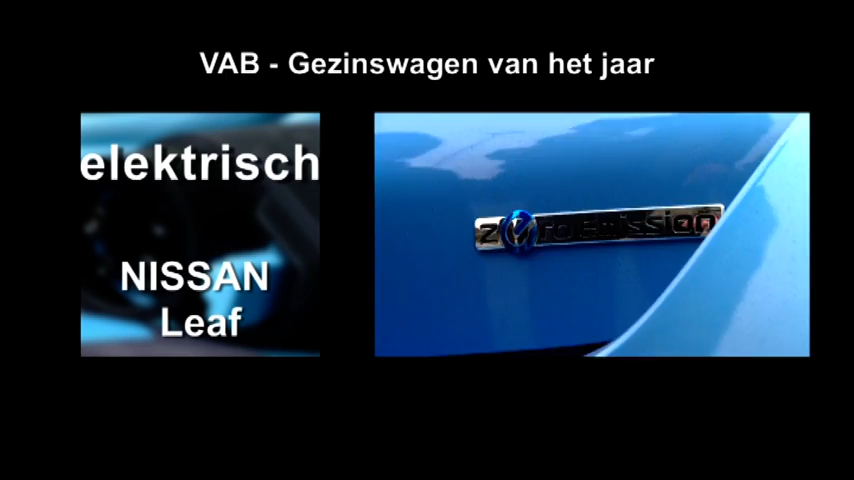 VAB - Gezinswagen van het jaar
elektrisch
NISSAN
Leaf
zero Emission